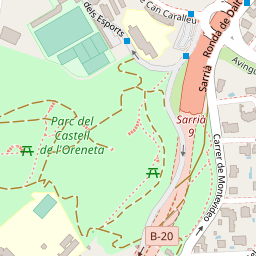 Can Caralleu
dels Esports
Sarrià
Ronda de Dalt
Parc del
Castell
de l'Oreneta
Sarrià
9
Carrer de Montevideo
B-20